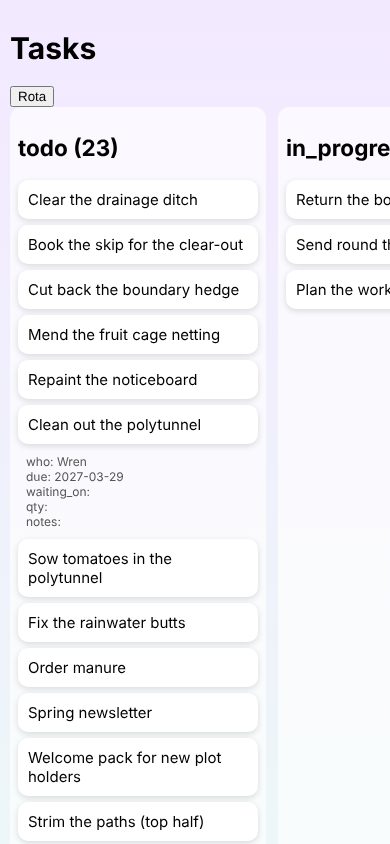 Tasks
Rota
todo (23)
Clear the drainage ditch
Book the skip for the clear-out
Cut back the boundary hedge
Mend the fruit cage netting
Repaint the noticeboard
Clean out the polytunnel
who: Wren
due: 2027-03-29
waiting_on:
qty:
notes:
Sow tomatoes in the
polytunnel
Fix the rainwater butts
Order manure
Spring newsletter
Welcome pack for new plot
holders
Strim the paths (top half)
in_progre
Return the bo
Send round th
Plan the work